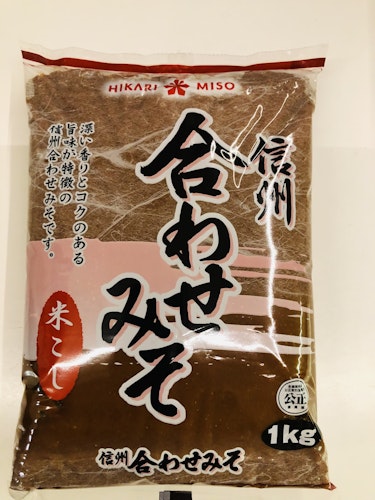 HIKARI MISO
信州
合わせ
みそ
深い香りとコクのある
旨味が特徴の
信州合わせみそです。
米こし
公正
1kg
信州 合わせみそ